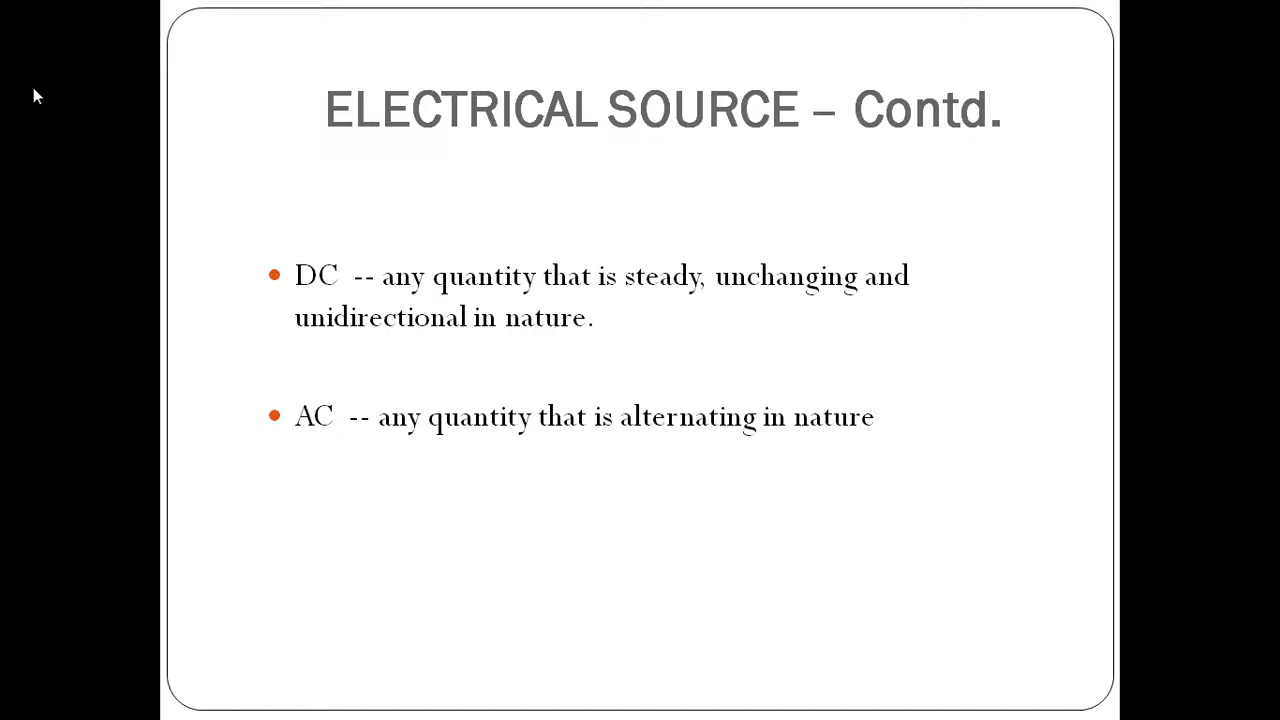 ELECTRICAL SOURCE – Contd.
• DC -- any quantity that is steady, unchanging and
unidirectional in nature.
• AC -- any quantity that is alternating in nature